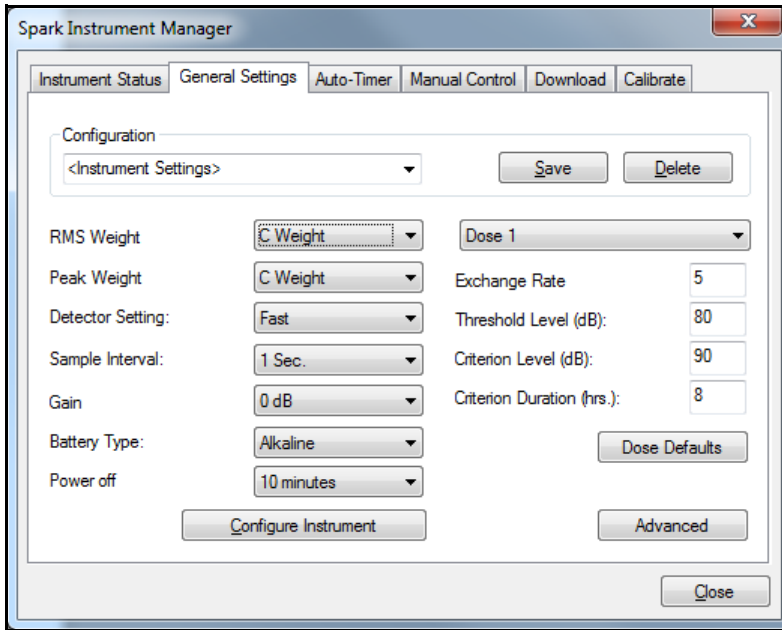 Spark Instrument Manager
Instrument Status General Settings Auto-Timer Manual Control Download Calibrate
Configuration
<Instrument Settings> Save Delete
RMS Weight C Weight Dose 1
Peak Weight C Weight Exchange Rate 5
Detector Setting: Fast Threshold Level (dB): 80
Sample Interval: 1 Sec. Criterion Level (dB): 90
Gain 0 dB Criterion Duration (hrs.): 8
Battery Type: Alkaline Dose Defaults
Power off 10 minutes
Configure Instrument Advanced
Close